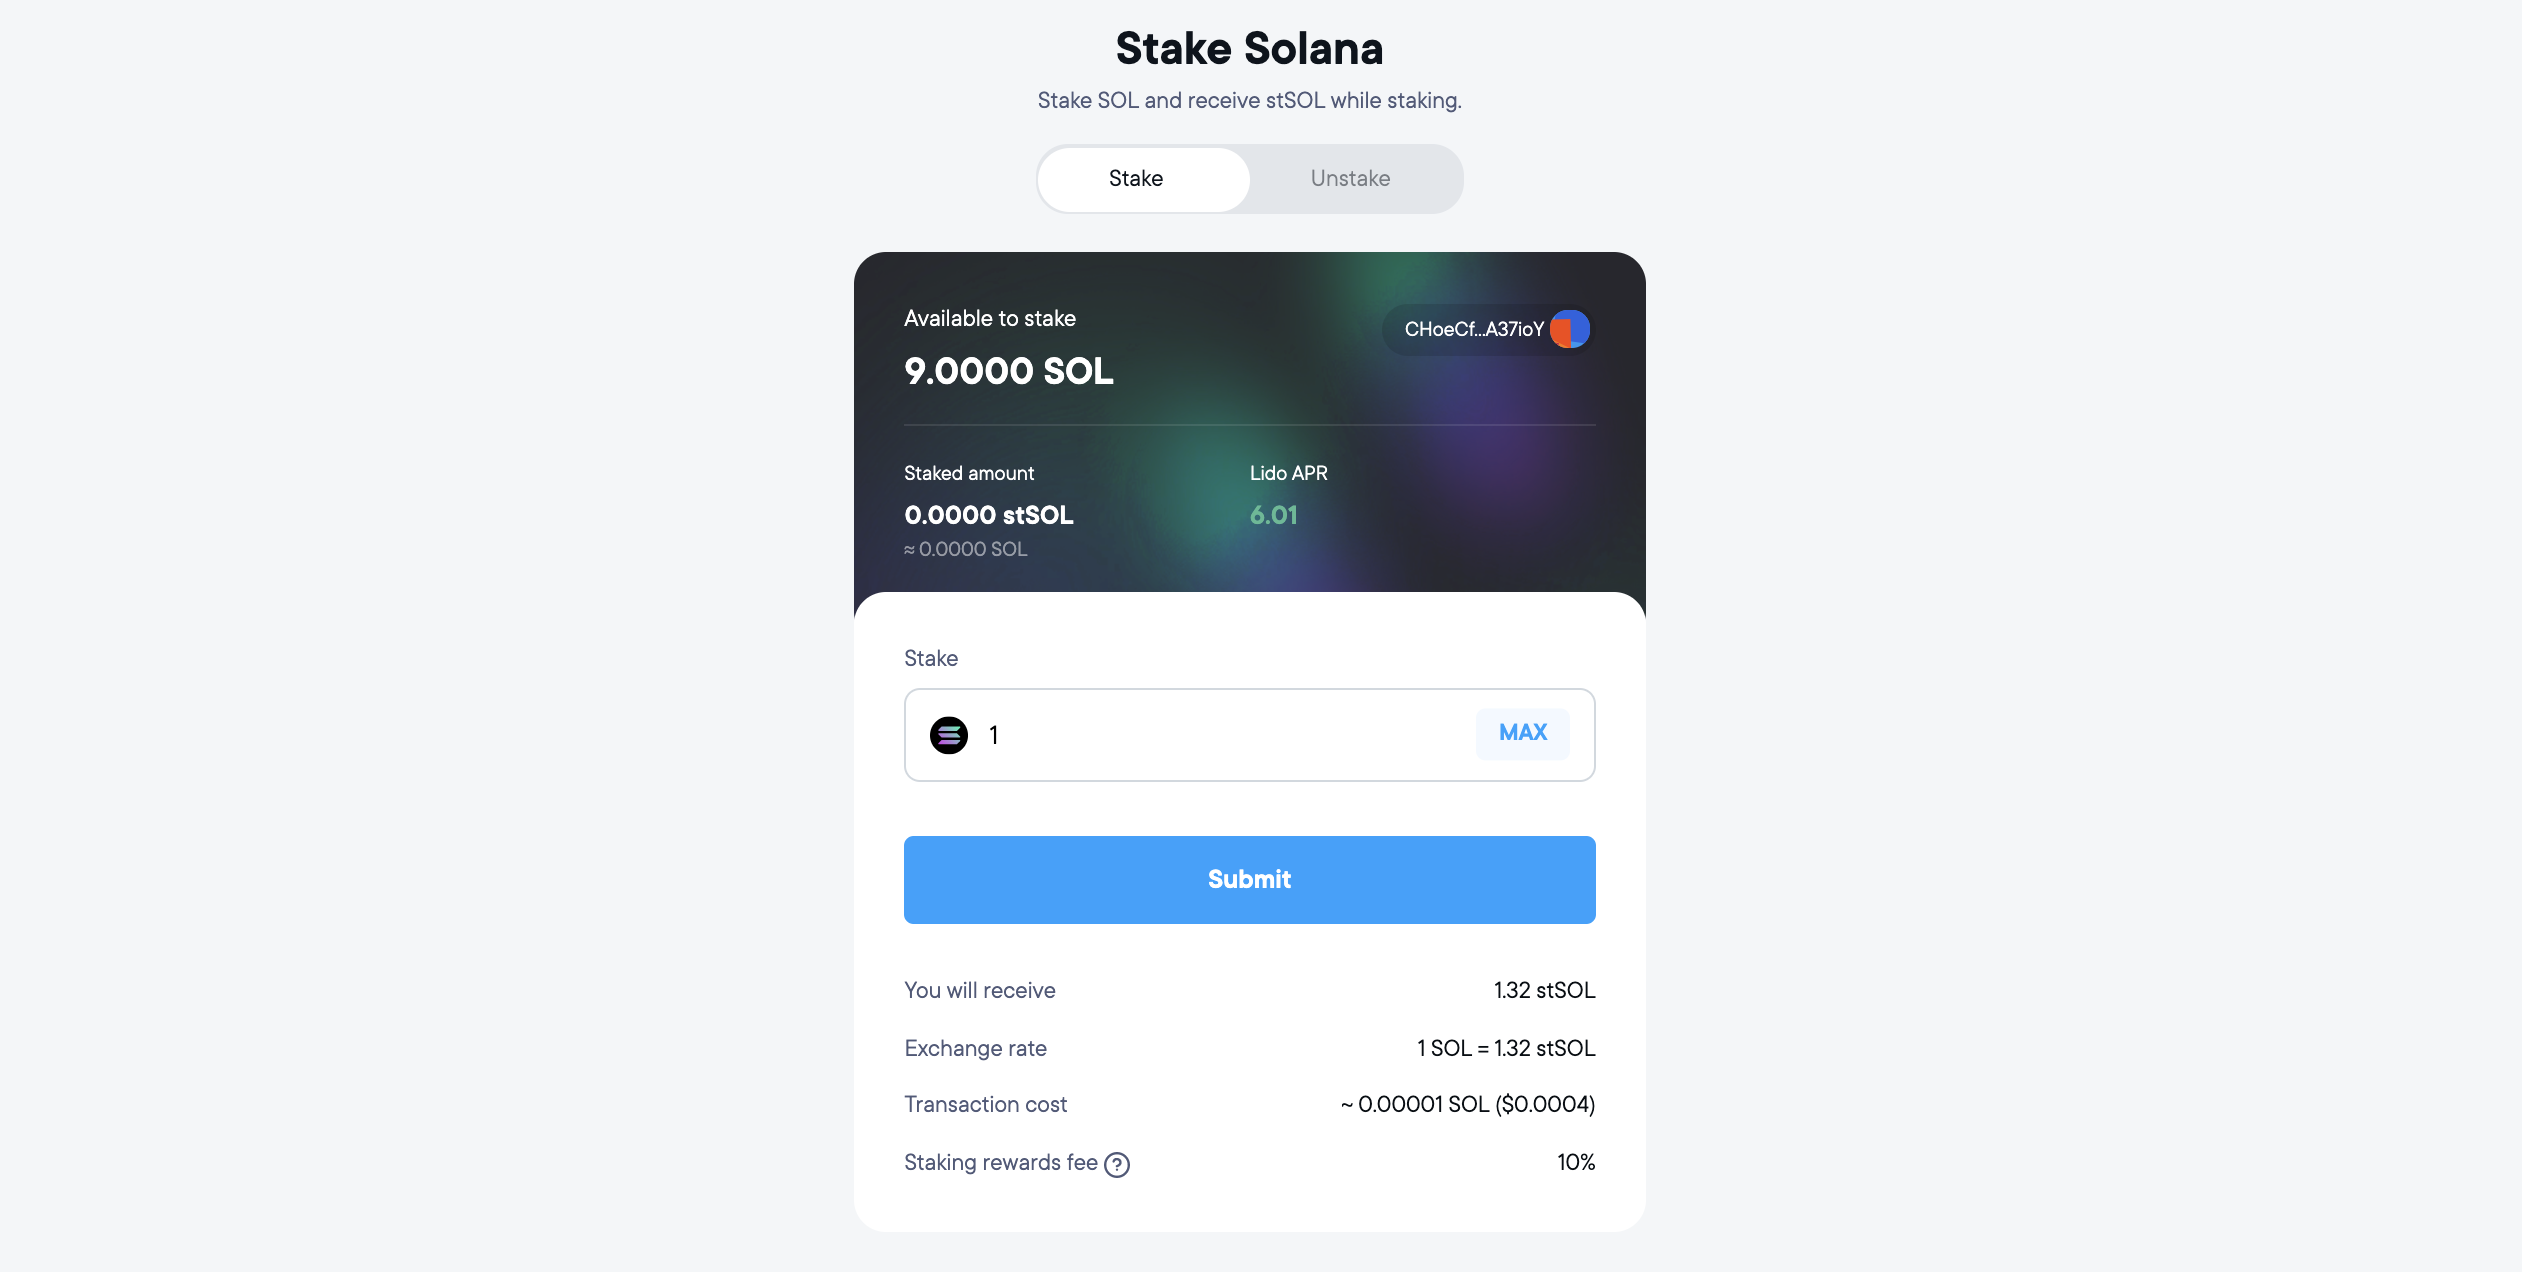 Stake Solana
Stake SOL and receive stSOL while staking.
Stake
Unstake
Available to stake
CHoeCf...A37ioY
9.0000 SOL
Staked amount
Lido APR
0.0000 stSOL
6.01
≈ 0.0000 SOL
Stake
1
MAX
Submit
You will receive
1.32 stSOL
Exchange rate
1 SOL = 1.32 stSOL
Transaction cost
~ 0.00001 SOL ($0.0004)
Staking rewards fee ?
10%